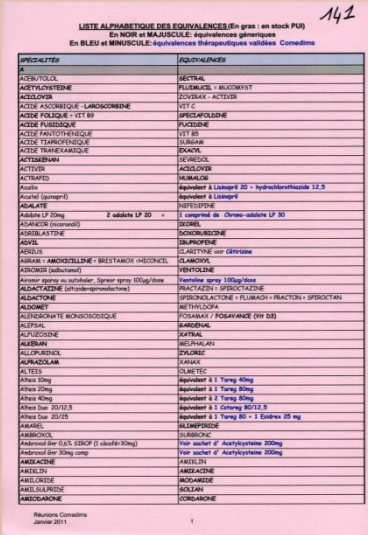 141
LISTE ALPHABETIQUE DES EQUIVALENCES (En gras : en stock PUI)
En NOIR et MAJUSCULE: équivalences géneriques
En BLEU et MINUSCULE: équivalences thérapeutiques validées Comedims
SPECIALITES EQUIVALENCES
A
ACEBUTOLOL SECTRAL
ACETYLCYSTEINE FLUIMUCIL = MUCOMYST
ACICLOVIR ZOVIRAX - ACTIVIR
ACIDE ASCORBIQUE - LAROSCORBINE VIT C
ACIDE FOLIQUE = VIT B9 SPECIAFOLDINE
ACIDE FUSIDIQUE FUCIDINE
ACIDE PANTOTHENIQUE VIT B5
ACIDE TIAPROFENIQUE SURGAM
ACIDE TRANEXAMIQUE EXACYL
ACTISKENAN SEVREDOL
ACTIVIR ACICLOVIR
ACTRAPID HUMALOG
Acuilix équivalent à Lisinopril 20 + hydrochlorothiazide 12,5
Acuitel (quinapril) équivalent à Lisinopril
ADALATE NIFEDIPINE
Adalate LP 20mg 2 adalate LP 20 = 1 comprimé de Chrono-adalate LP 30
ADANCOR (nicorandil) IKOREL
ADRIBLASTINE DOXORUBICINE
ADVIL IBUPROFENE
AERIUS CLARITYNE voir Cétirizine
AGRAM = AMOXICILLINE = BRISTAMOX =HICONCIL CLAMOXYL
AIROMIR (salbutamol) VENTOLINE
Airomir spray ou autohaler, Spreor spray 100µg/dose Ventoline spray 100µg/dose
ALDACTAZINE (altizide+spironolactone) PRACTAZIN = SPIROCTAZINE
ALDACTONE SPIRONOLACTONE = FLUMACH = PRACTON = SPIROCTAN
ALDOMET METHYLDOPA
ALENDRONATE MONSOSODIQUE FOSAMAX / FOSAVANCE (Vit D3)
ALEPSAL GARDENAL
ALFUZOSINE XATRAL
ALKERAN MELPHALAN
ALLOPURINOL ZYLORIC
ALPRAZOLAM XANAX
ALTEIS OLMETEC
Alteis 10mg équivalent à 1 Tareg 40mg
Alteis 20mg équivalent à 1 Tareg 80mg
Alteis 40mg équivalent à 2 Tareg 80mg
Alteis Duo 20/12,5 équivalent à 1 Cotareg 80/12,5
Alteis Duo 20/25 équivalent à 1 Tareg 80 + 1 Esidrex 25 mg
AMAREL GLIMEPIRIDE
AMBROXOL SURBRONC
Ambroxol Gnr 0,6% SIROP (1 càsofé=30mg) Voir sachet d' Acetylcysteine 200mg
Ambroxol Gnr 30mg comp Voir sachet d' Acetylcysteine 200mg
AMIKACINE AMIKLIN
AMIKLIN AMIKACINE
AMILORIDE MODAMIDE
AMILSULPRIDE SOLIAN
AMIODARONE CORDARONE
Réunions Comedims
Janvier 2011
1